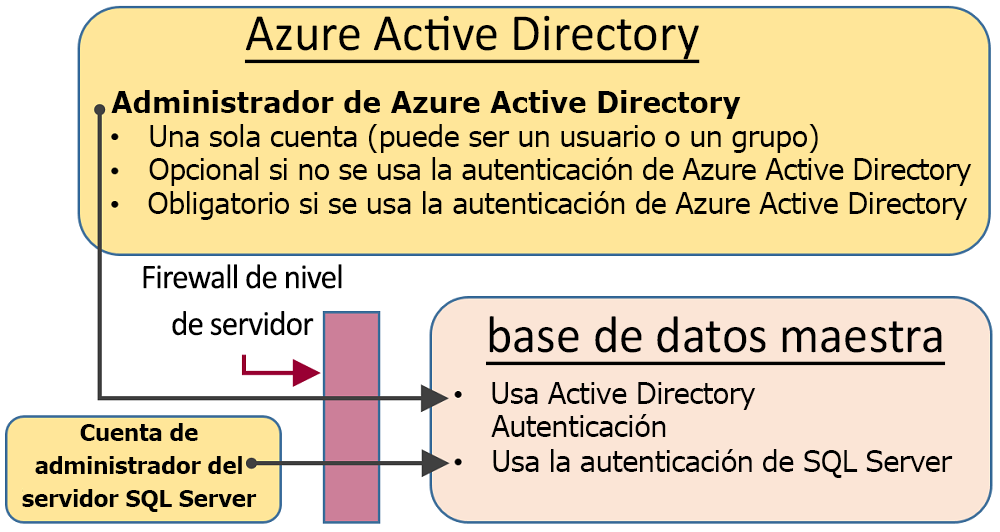 Azure Active Directory
Administrador de Azure Active Directory
• Una sola cuenta (puede ser un usuario o un grupo)
• Opcional si no se usa la autenticación de Azure Active Directory
• Obligatorio si se usa la autenticación de Azure Active Directory
Firewall de nivel
de servidor
base de datos maestra
• Usa Active Directory
Autenticación
• Usa la autenticación de SQL Server
Cuenta de
administrador del
servidor SQL Server